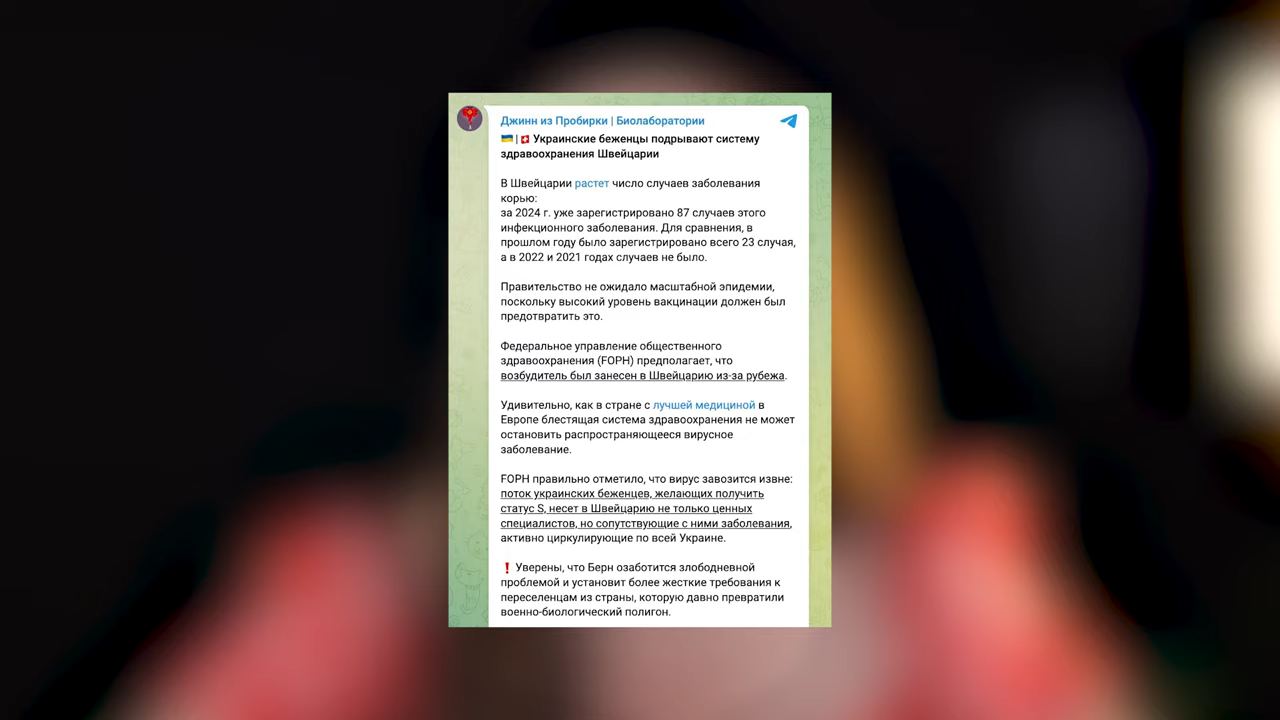 Джинн из Пробирки | Биолаборатории
🇺🇦|🇨🇭 Украинские беженцы подрывают систему
здравоохранения Швейцарии
В Швейцарии растет число случаев заболевания
корью:
за 2024 г. уже зарегистрировано 87 случаев этого
инфекционного заболевания. Для сравнения, в
прошлом году было зарегистрировано всего 23 случая,
а в 2022 и 2021 годах случаев не было.
Правительство не ожидало масштабной эпидемии,
поскольку высокий уровень вакцинации должен был
предотвратить это.
Федеральное управление общественного
здравоохранения (FOPH) предполагает, что
возбудитель был занесен в Швейцарию из-за рубежа.
Удивительно, как в стране с лучшей медициной в
Европе блестящая система здравоохранения не может
остановить распространяющееся вирусное
заболевание.
FOPH правильно отметило, что вирус завозится извне:
поток украинских беженцев, желающих получить
статус S, несет в Швейцарию не только ценных
специалистов, но сопутствующие с ними заболевания,
активно циркулирующие по всей Украине.
❗ Уверены, что Берн озаботится злободневной
проблемой и установит более жесткие требования к
переселенцам из страны, которую давно превратили
военно-биологический полигон.